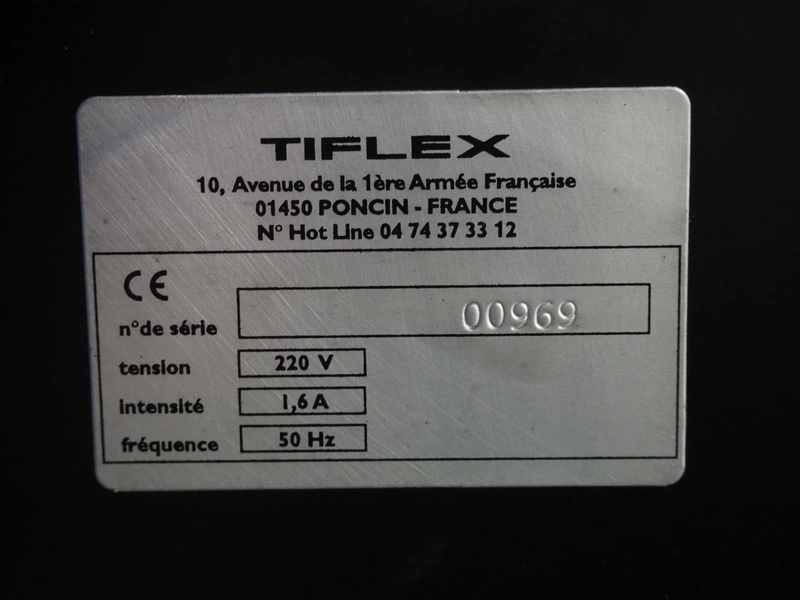 TIFLEX
10, Avenue de la 1ère Armée Française
01450 PONCIN - FRANCE
N° Hot Line 04 74 37 33 12
CE
n°de série 00969
tension 220 V
intensité 1,6 A
fréquence 50 Hz